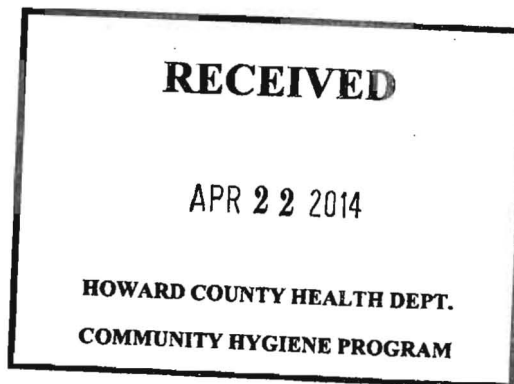 RECEIVED
APR 22 2014
HOWARD COUNTY HEALTH DEPT.
COMMUNITY HYGIENE PROGRAM